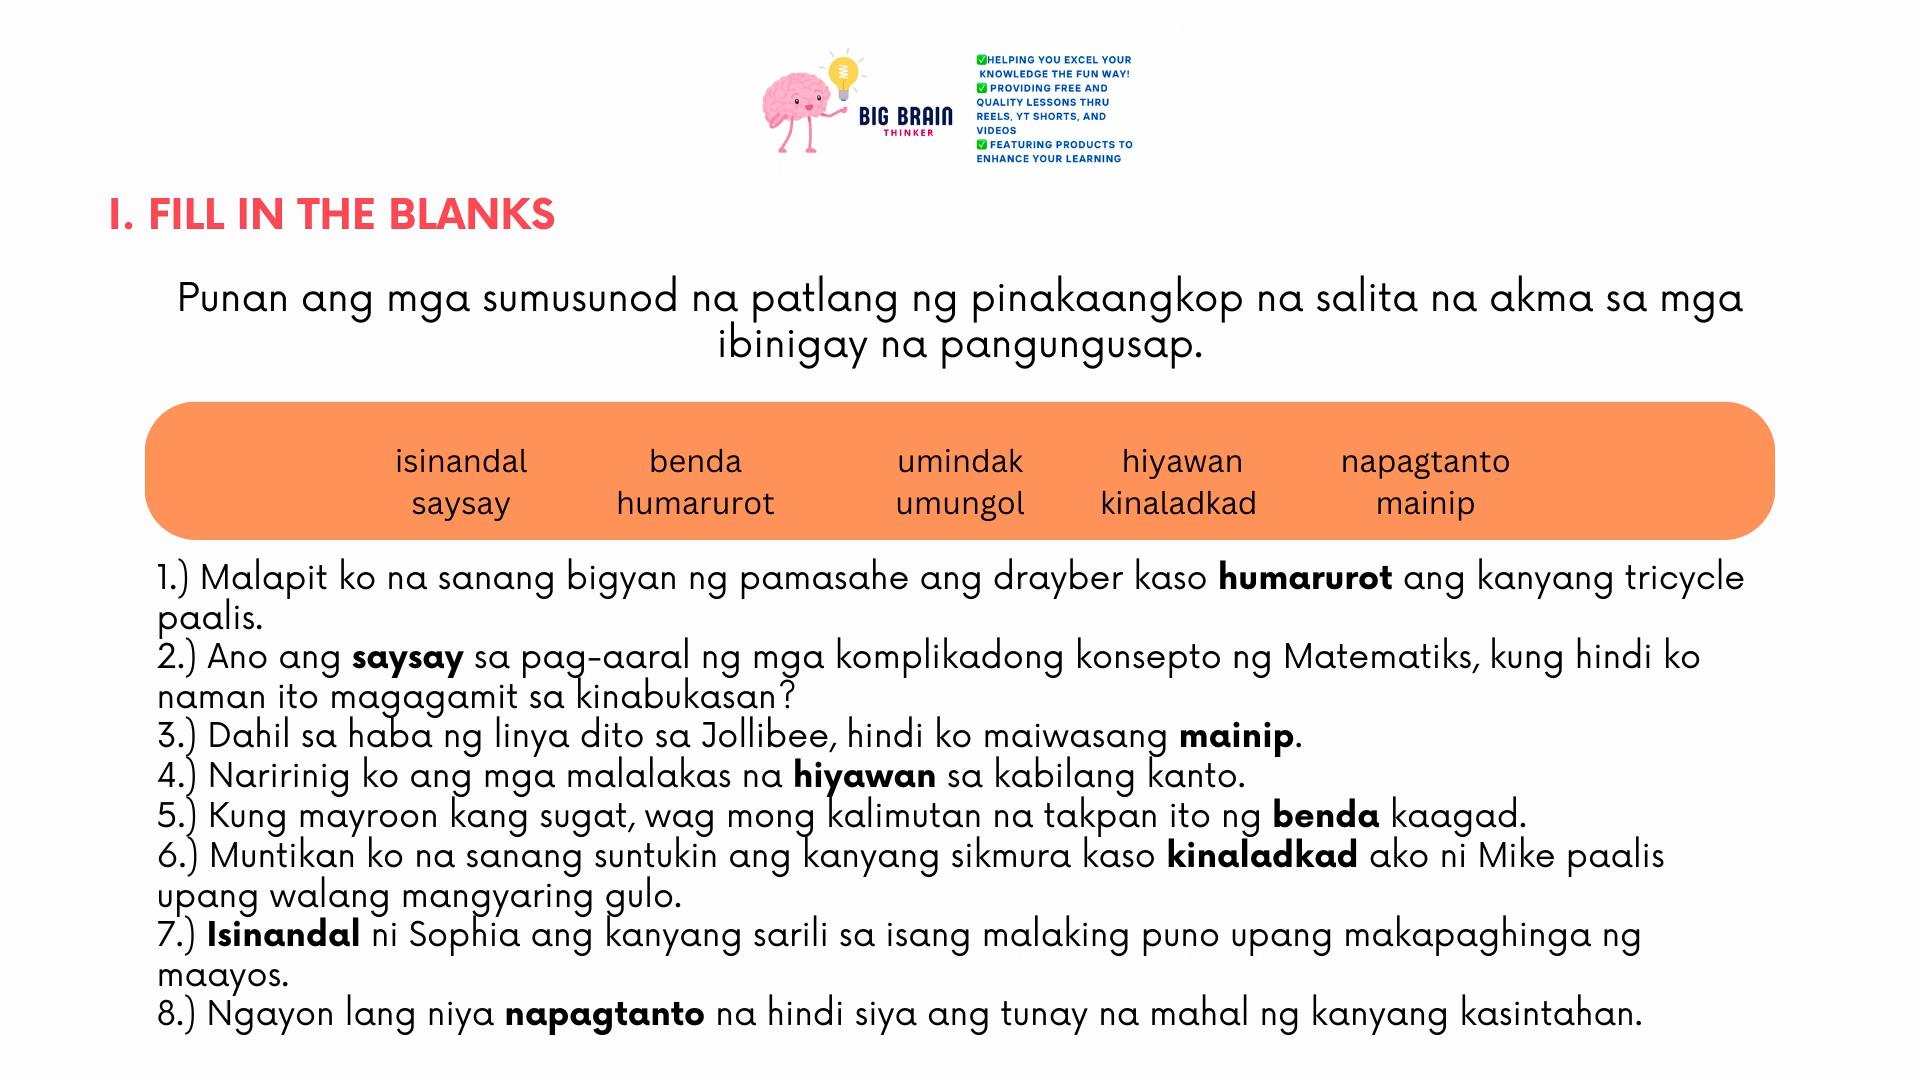 BIG BRAIN
THINKER
✅HELPING YOU EXCEL YOUR
KNOWLEDGE THE FUN WAY!
✅ PROVIDING FREE AND
QUALITY LESSONS THRU
REELS, YT SHORTS, AND
VIDEOS
✅ FEATURING PRODUCTS TO
ENHANCE YOUR LEARNING
I. FILL IN THE BLANKS
Punan ang mga sumusunod na patlang ng pinakaangkop na salita na akma sa mga
ibinigay na pangungusap.
isinandal benda umindak hiyawan napagtanto
saysay humarurot umungol kinaladkad mainip
1.) Malapit ko na sanang bigyan ng pamasahe ang drayber kaso humarurot ang kanyang tricycle
paalis.
2.) Ano ang saysay sa pag-aaral ng mga komplikadong konsepto ng Matematiks, kung hindi ko
naman ito magagamit sa kinabukasan?
3.) Dahil sa haba ng linya dito sa Jollibee, hindi ko maiwasang mainip.
4.) Naririnig ko ang mga malalakas na hiyawan sa kabilang kanto.
5.) Kung mayroon kang sugat, wag mong kalimutan na takpan ito ng benda kaagad.
6.) Muntikan ko na sanang suntukin ang kanyang sikmura kaso kinaladkad ako ni Mike paalis
upang walang mangyaring gulo.
7.) Isinandal ni Sophia ang kanyang sarili sa isang malaking puno upang makapaghinga ng
maayos.
8.) Ngayon lang niya napagtanto na hindi siya ang tunay na mahal ng kanyang kasintahan.